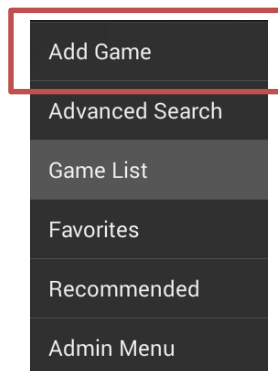 Add Game
Advanced Search
Game List
Favorites
Recommended
Admin Menu